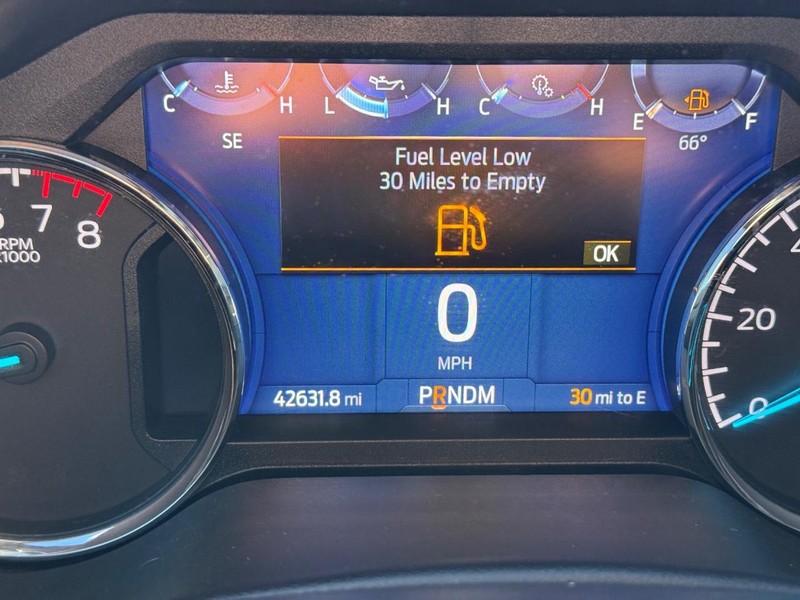 C H L H C H E F
SE 66°
Fuel Level Low
30 Miles to Empty
OK
7
8
RPM
x1000
0
MPH
20
0
42631.8 mi PRNDM 30 mi to E